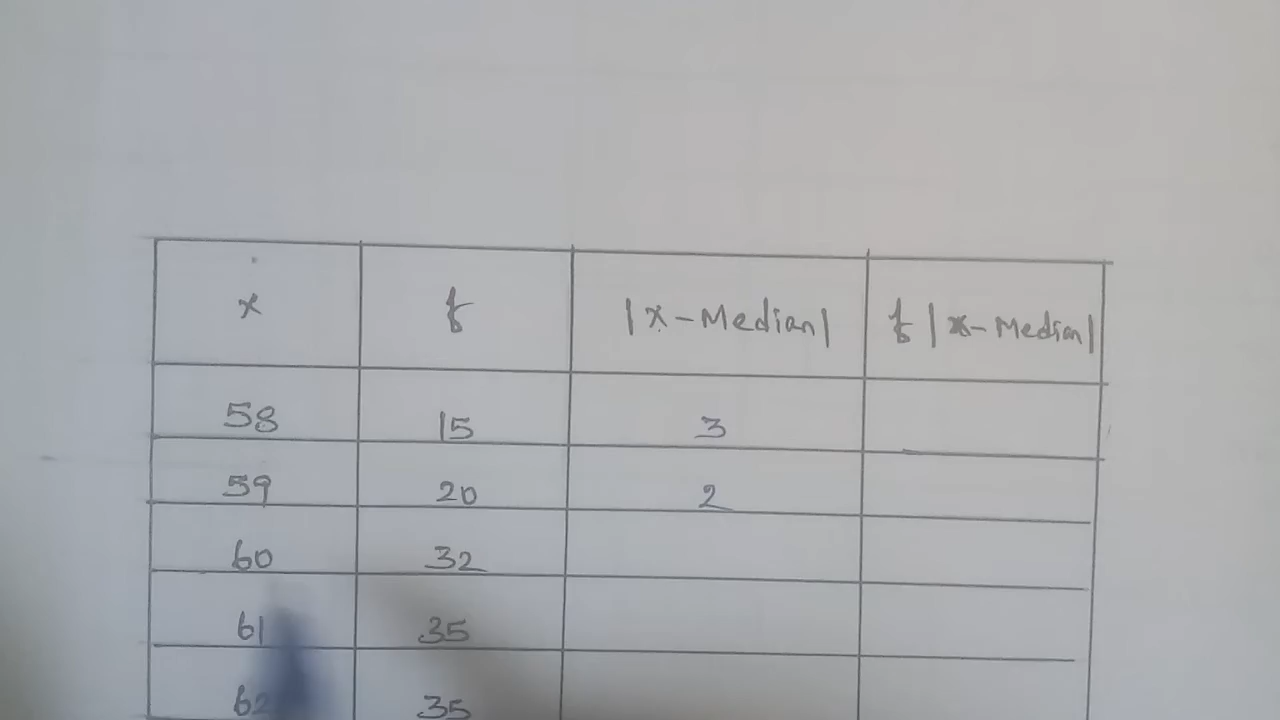 x f |x-Median| f |x-Median|
58 15 3
59 20 2
60 32
61 35
62 35